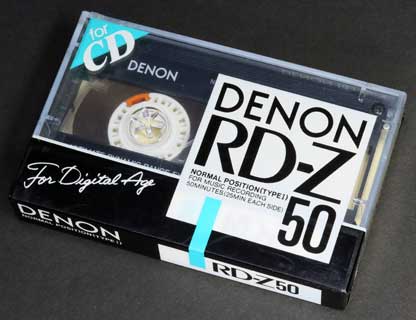 for
CD
DENON
DENON
RD-Z
NORMAL POSITION(TYPE I)
FOR MUSIC RECORDING
50MINUTES(25MIN EACH SIDE)
50
For Digital Age
DENON
NORMAL POSITION(TYPE I)
RD-Z 50